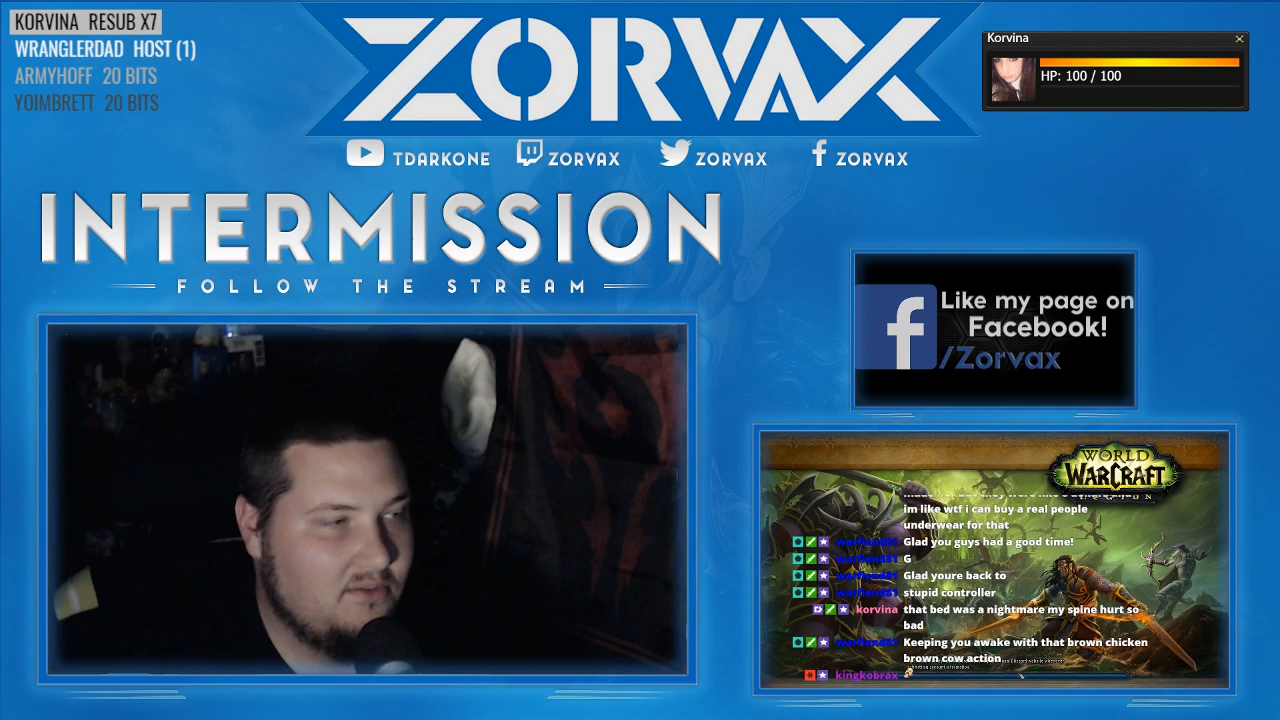 KORVINA RESUB X7
WRANGLERDAD HOST (1)
ARMYHOFF 20 BITS
YOIMBRETT 20 BITS
ZORVAX
Korvina
HP: 100 / 100
TDARKONE ZORVAX ZORVAX ZORVAX
INTERMISSION
FOLLOW THE STREAM
Like my page on
Facebook!
/Zorvax
WORLD
WARCRAFT
im like wtf i can buy a real people
underwear for that
Glad you guys had a good time!
G
Glad youre back to
stupid controller
korvina that bed was a nightmare my spine hurt so
bad
Keeping you awake with that brown chicken
brown cow action
kingkobrax